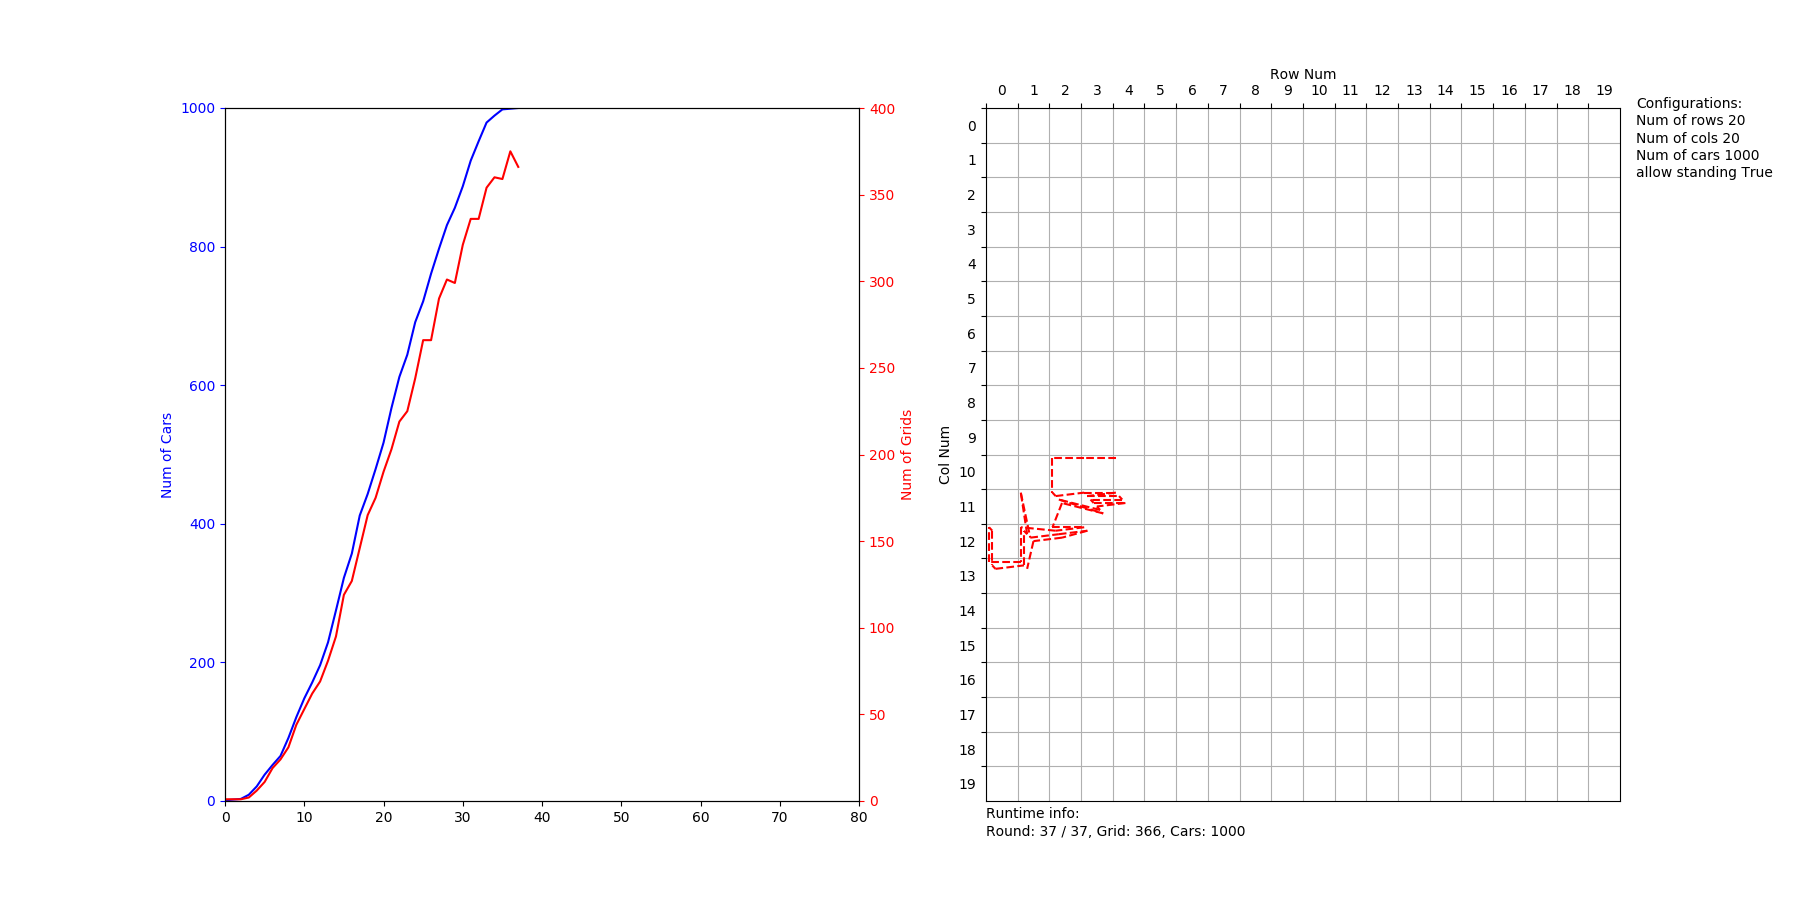 Row Num
0 1 2 3 4 5 6 7 8 9 10 11 12 13 14 15 16 17 18 19
Configurations:
Num of rows 20
Num of cols 20
Num of cars 1000
allow standing True
1000
800
600
400
200
0
Num of Cars
0 10 20 30 40 50 60 70 80
400
350
300
250
200
150
100
50
0
Num of Grids
Col Num
0
1
2
3
4
5
6
7
8
9
10
11
12
13
14
15
16
17
18
19
Runtime info:
Round: 37 / 37, Grid: 366, Cars: 1000